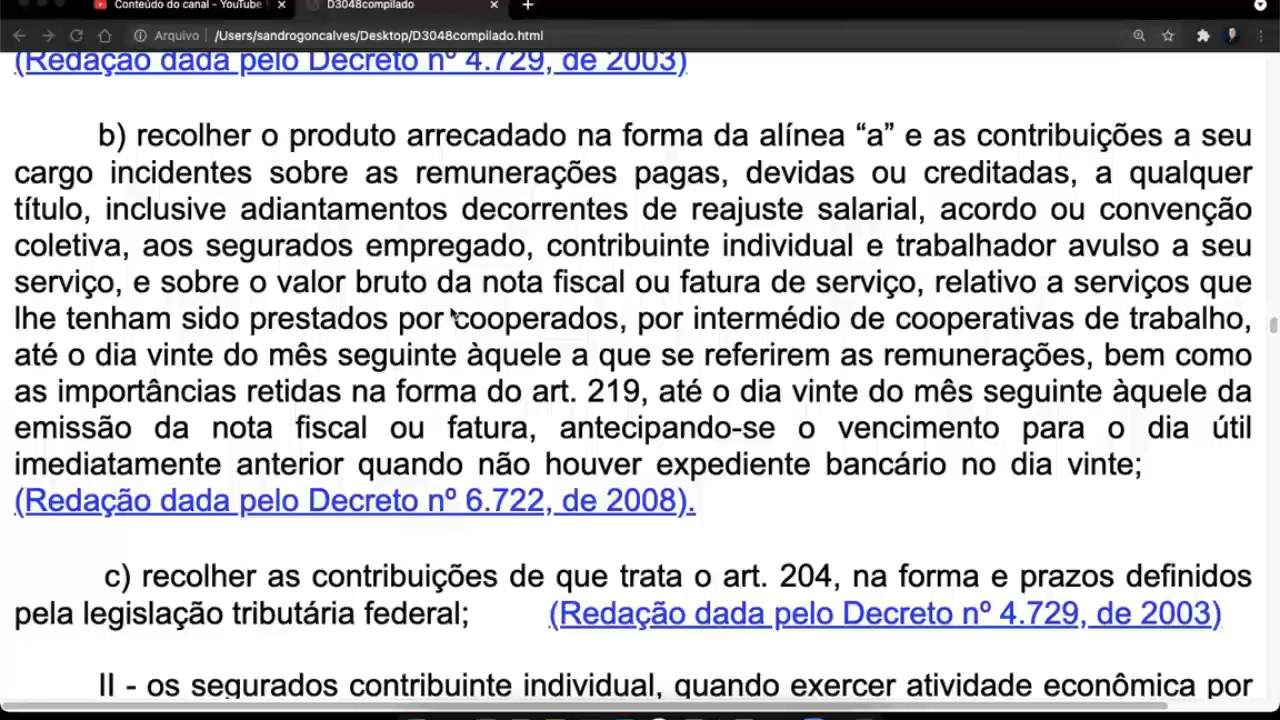 Conteúdo do canal - YouTube
D3048compilado
Arquivo /Users/sandrogoncalves/Desktop/D3048compilado.html
(Redação dada pelo Decreto nº 4.729, de 2003)
b) recolher o produto arrecadado na forma da alínea “a” e as contribuições a seu
cargo incidentes sobre as remunerações pagas, devidas ou creditadas, a qualquer
título, inclusive adiantamentos decorrentes de reajuste salarial, acordo ou convenção
coletiva, aos segurados empregado, contribuinte individual e trabalhador avulso a seu
serviço, e sobre o valor bruto da nota fiscal ou fatura de serviço, relativo a serviços que
lhe tenham sido prestados por cooperados, por intermédio de cooperativas de trabalho,
até o dia vinte do mês seguinte àquele a que se referirem as remunerações, bem como
as importâncias retidas na forma do art. 219, até o dia vinte do mês seguinte àquele da
emissão da nota fiscal ou fatura, antecipando-se o vencimento para o dia útil
imediatamente anterior quando não houver expediente bancário no dia vinte;
(Redação dada pelo Decreto nº 6.722, de 2008).
c) recolher as contribuições de que trata o art. 204, na forma e prazos definidos
pela legislação tributária federal; (Redação dada pelo Decreto nº 4.729, de 2003)
II - os segurados contribuinte individual, quando exercer atividade econômica por